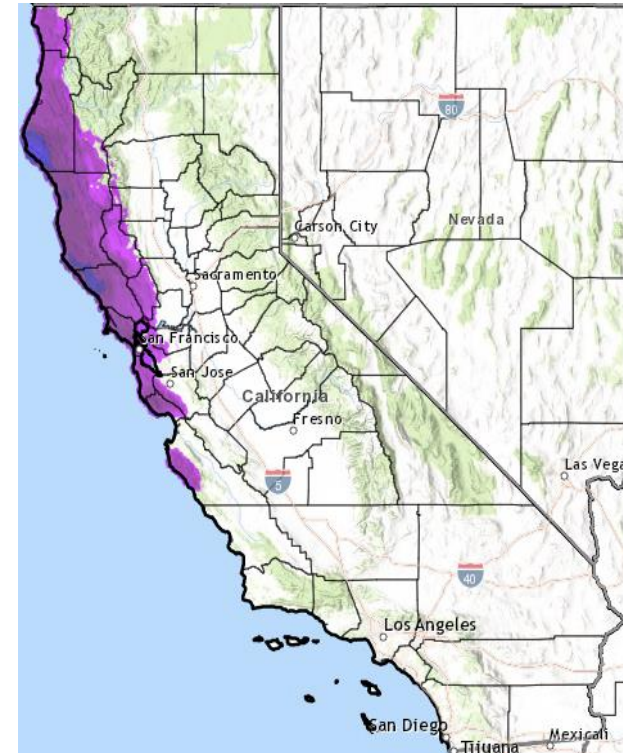 80
Nevada
Carson City
Sacramento
San Francisco
San Jose
California
Fresno
Las Vega
5
40
Los Angeles
San Diego
Mexicali
Tijuana